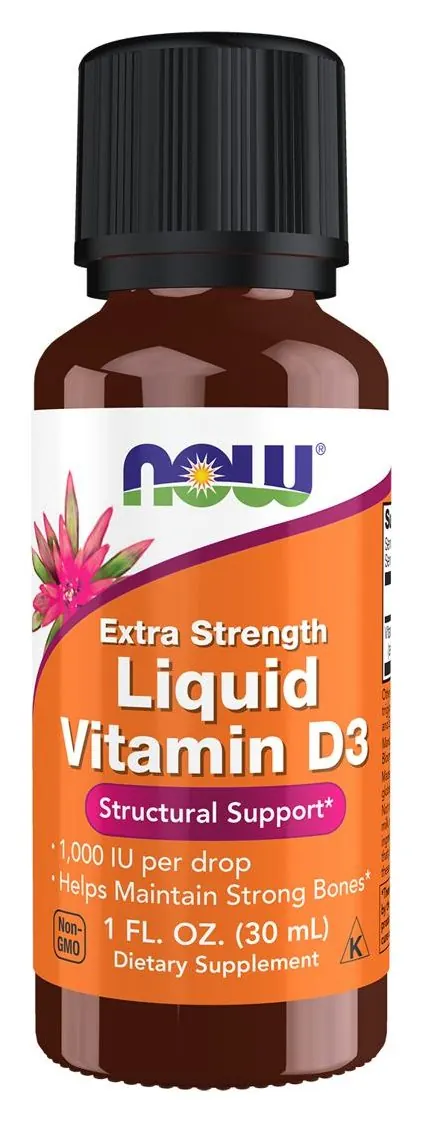 now®
Extra Strength
Liquid
Vitamin D3
Structural Support*
· 1,000 IU per drop
· Helps Maintain Strong Bones*
Non-
GMO
1 FL. OZ. (30 mL)
Dietary Supplement
K